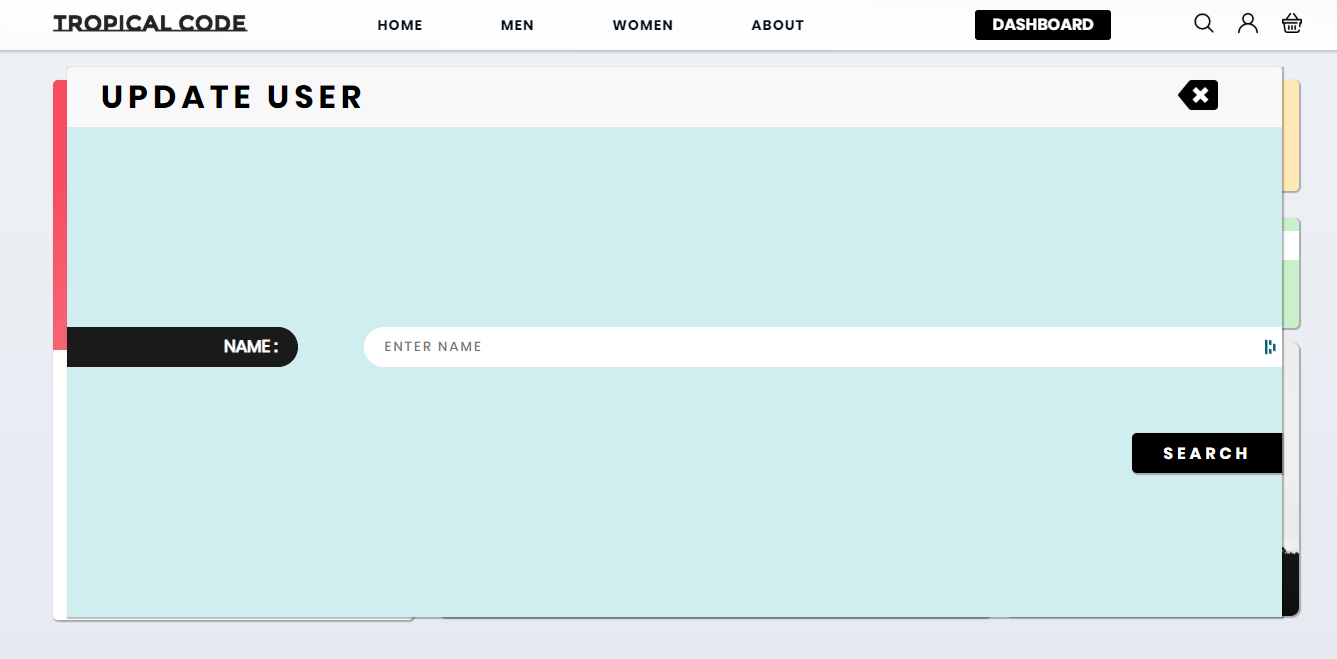 TROPICAL CODE
HOME
MEN
WOMEN
ABOUT
DASHBOARD
UPDATE USER
NAME :
ENTER NAME
SEARCH